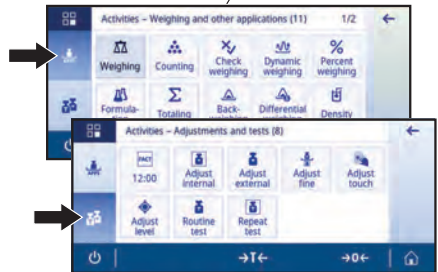 Activities – Weighing and other applications (11) 1/2
Weighing Counting Check weighing Dynamic weighing Percent weighing
Formula- Totaling Back- Differential Density
Activities – Adjustments and tests (8)
FACT
12:00 Adjust internal Adjust external Adjust fine Adjust touch
Adjust level Routine test Repeat test
→T← →0←